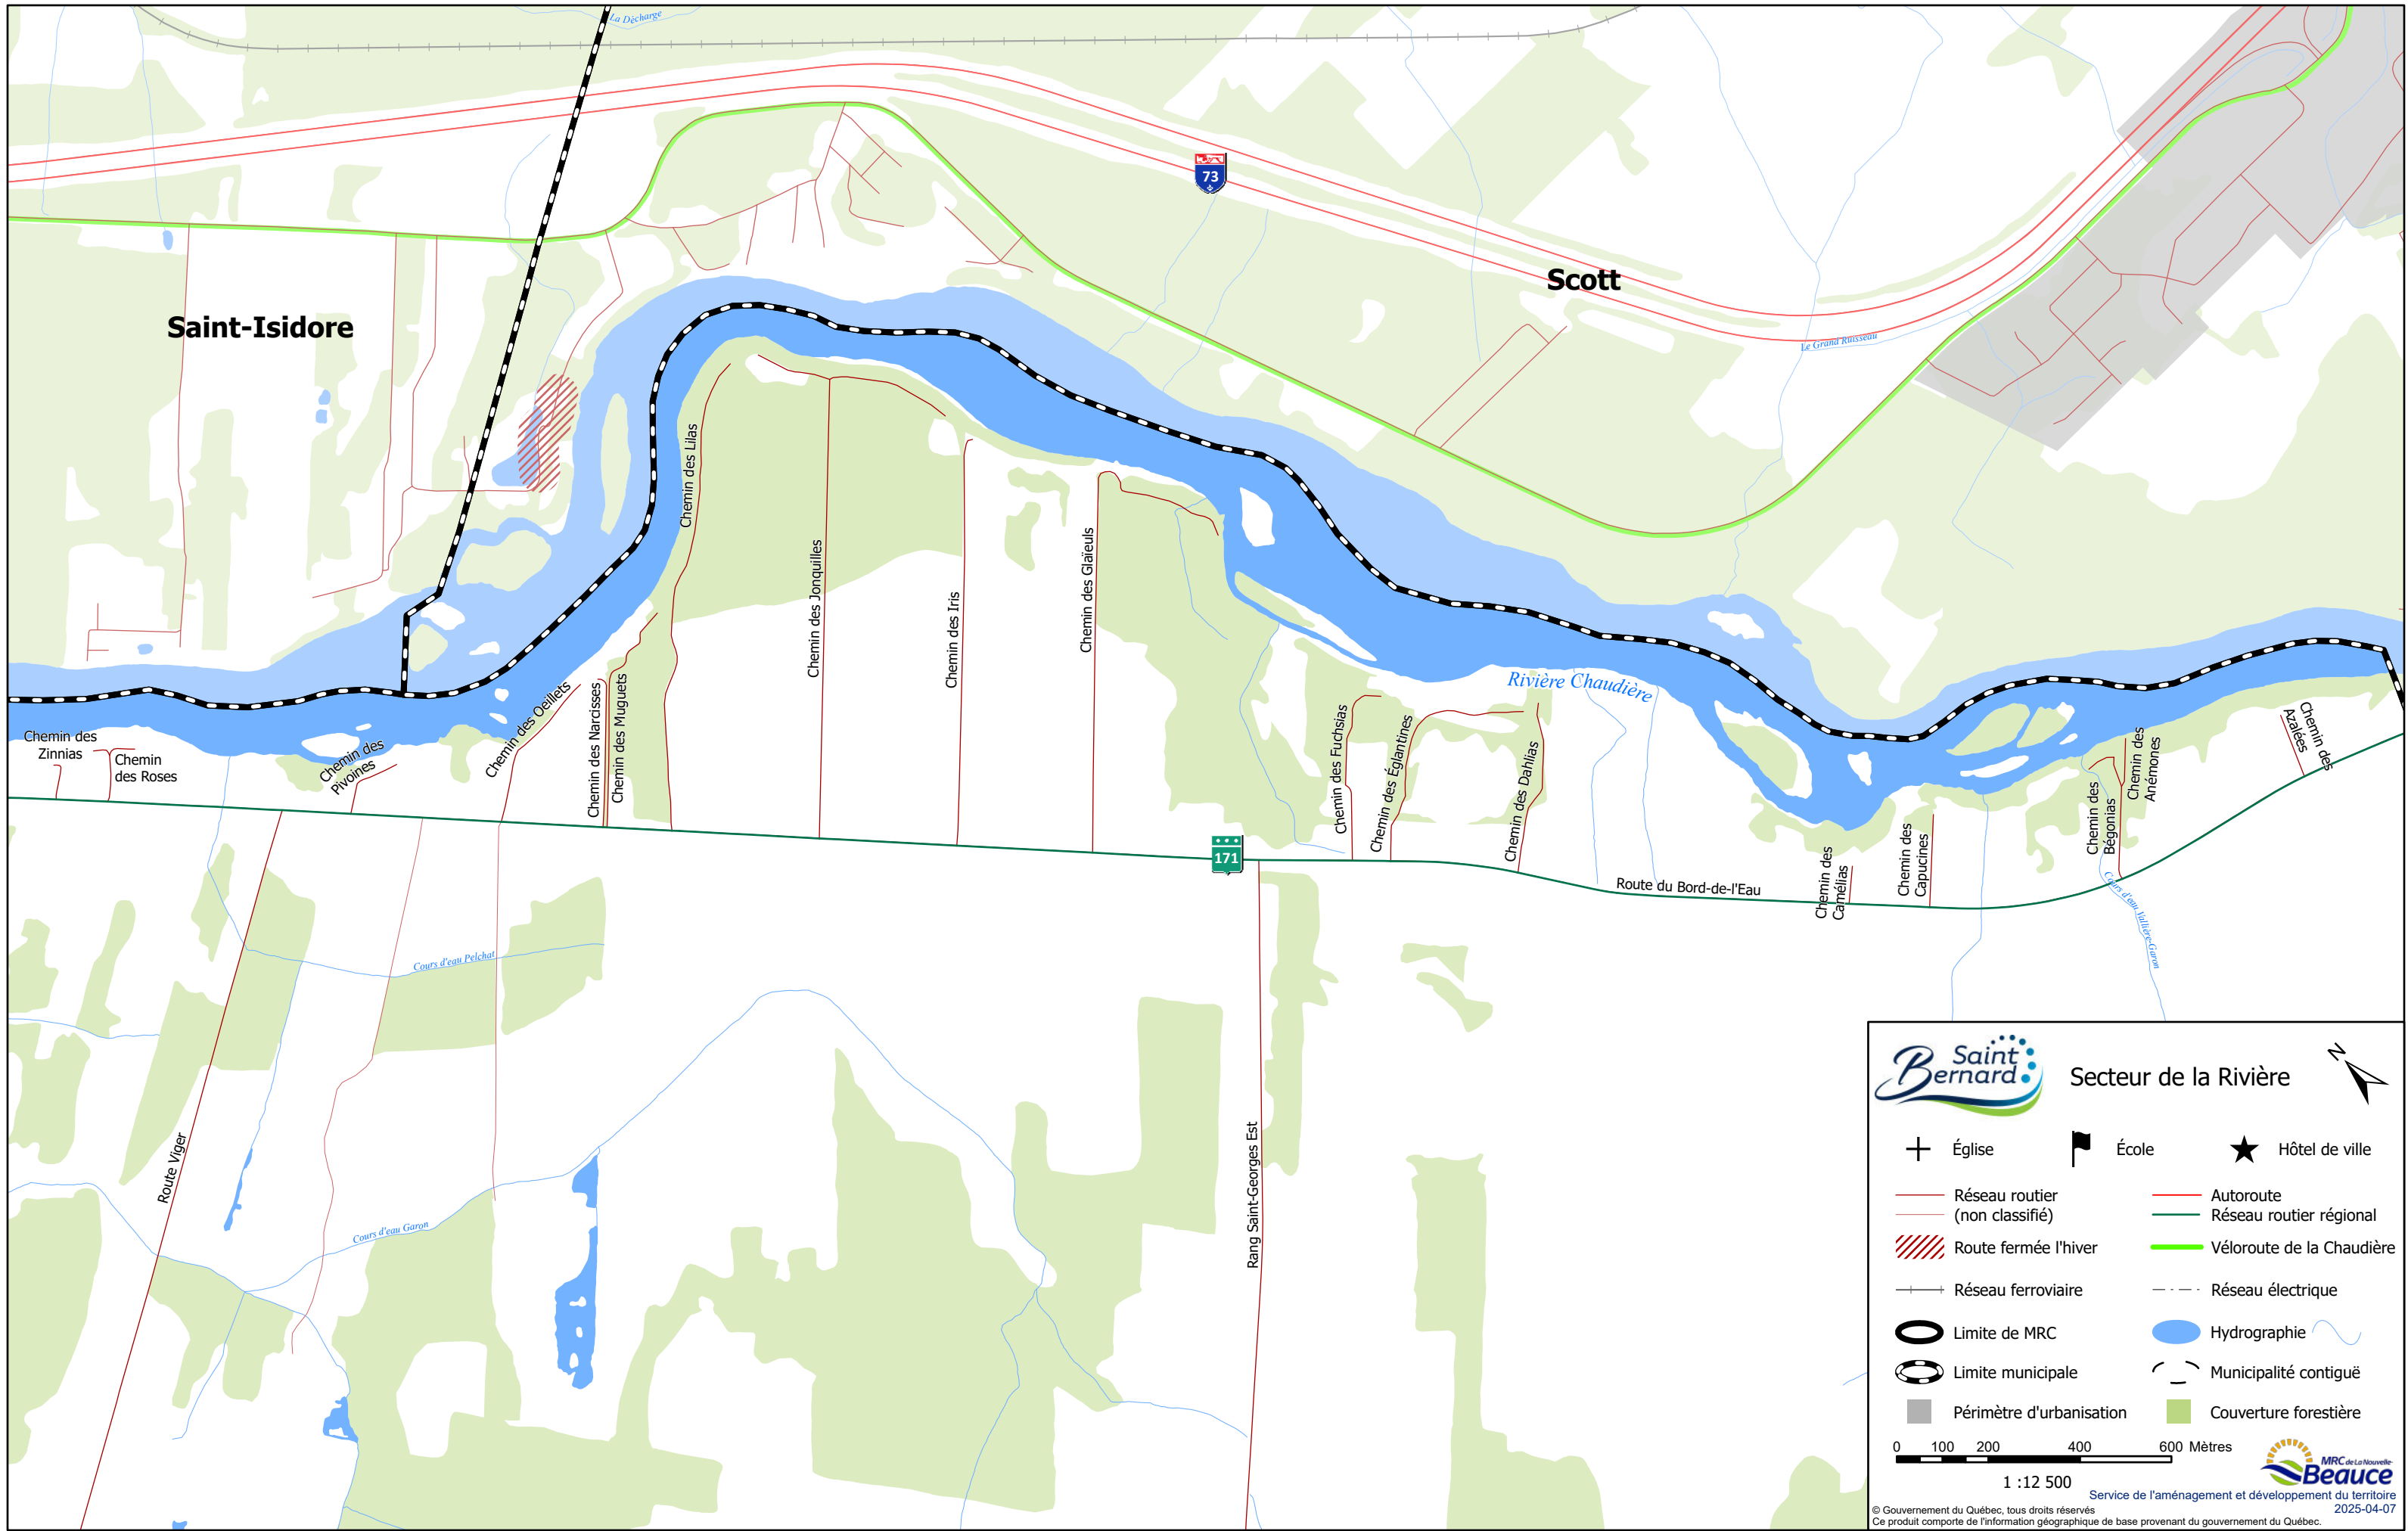 La Décharge
73
Scott
Saint-Isidore
Le Grand Ruisseau
Chemin des Lilas
Chemin des Jonquilles
Chemin des Iris
Chemin des Glaïeuls
Rivière Chaudière
Chemin des
Zinnias
Chemin
des Roses
Chemin des
Pivoines
Chemin des Oeillets
Chemin des Narcisses
Chemin des Muguets
Chemin des Fuchsias
Chemin des Églantines
Chemin des Dahlias
Chemin des
Camélias
Chemin des
Capucines
Chemin des
Bégonias
Chemin des
Anémones
Chemin des
Azalées
171
Route du Bord-de-l'Eau
Cours d'eau Vallière-Garon
Cours d'eau Pelchat
Route Viger
Cours d'eau Garon
Rang Saint-Georges Est
Saint
Bernard
Secteur de la Rivière
N
Église
École
Hôtel de ville
Réseau routier
(non classifié)
Autoroute
Réseau routier régional
Route fermée l'hiver
Véloroute de la Chaudière
Réseau ferroviaire
Réseau électrique
Limite de MRC
Hydrographie
Limite municipale
Municipalité contiguë
Périmètre d'urbanisation
Couverture forestière
0 100 200 400 600 Mètres
1 :12 500
MRC de La Nouvelle-
Beauce
Service de l'aménagement et développement du territoire
2025-04-07
© Gouvernement du Québec, tous droits réservés
Ce produit comporte de l'information géographique de base provenant du gouvernement du Québec.